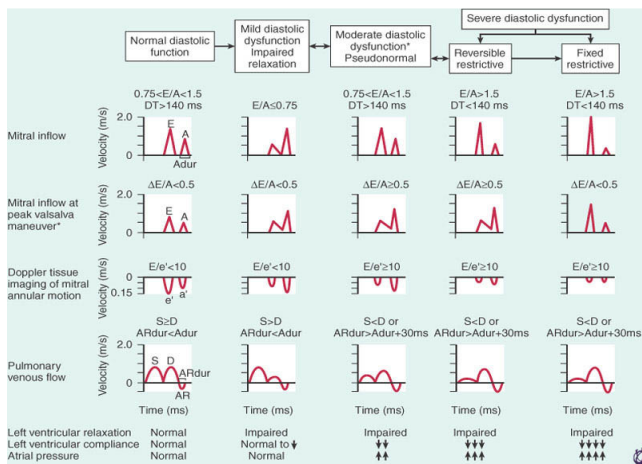 Severe diastolic dysfunction
Normal diastolic
function
Mild diastolic
dysfunction
Impaired
relaxation
Moderate diastolic
dysfunction*
Pseudonormal
Reversible
restrictive
Fixed
restrictive
Mitral inflow
Velocity (m/s)
2.0
0
0.75<E/A<1.5
DT>140 ms
E
A
Adur
E/A≤0.75
0.75<E/A<1.5
DT>140 ms
E/A>1.5
DT<140 ms
E/A>1.5
DT<140 ms
Mitral inflow at
peak valsalva
maneuver*
Velocity (m/s)
2.0
0
ΔE/A<0.5
E
A
ΔE/A<0.5
ΔE/A≥0.5
ΔE/A≥0.5
ΔE/A<0.5
Doppler tissue
imaging of mitral
annular motion
Velocity (m/s)
0
0.15
E/e'<10
e'
a'
E/e'<10
E/e'≥10
E/e'≥10
E/e'≥10
Pulmonary
venous flow
Velocity (m/s)
2.0
0
S≥D
ARdur<Adur
S
D
ARdur
AR
S>D
ARdur<Adur
S<D or
ARdur>Adur+30ms
S<D or
ARdur>Adur+30ms
S<D or
ARdur>Adur+30ms
Time (ms)
Time (ms)
Time (ms)
Time (ms)
Time (ms)
Left ventricular relaxation Normal Impaired Impaired Impaired Impaired
Left ventricular compliance Normal Normal to ↓ ↓↓ ↓↓↓ ↓↓↓↓
Atrial pressure Normal Normal ↑↑ ↑↑↑ ↑↑↑↑